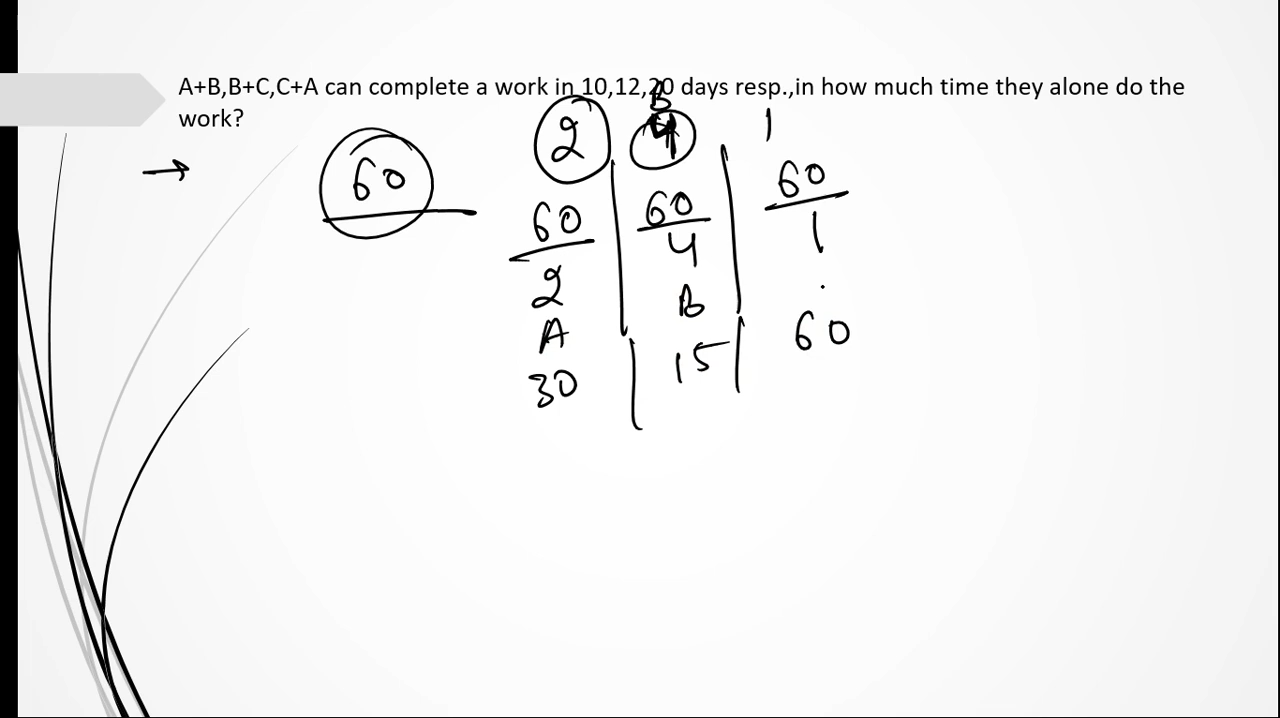 A+B,B+C,C+A can complete a work in 10,12,20 days resp.,in how much time they alone do the
work?
B
2 4 1
60
60 60 60
2 4 1
A B
30 15 60